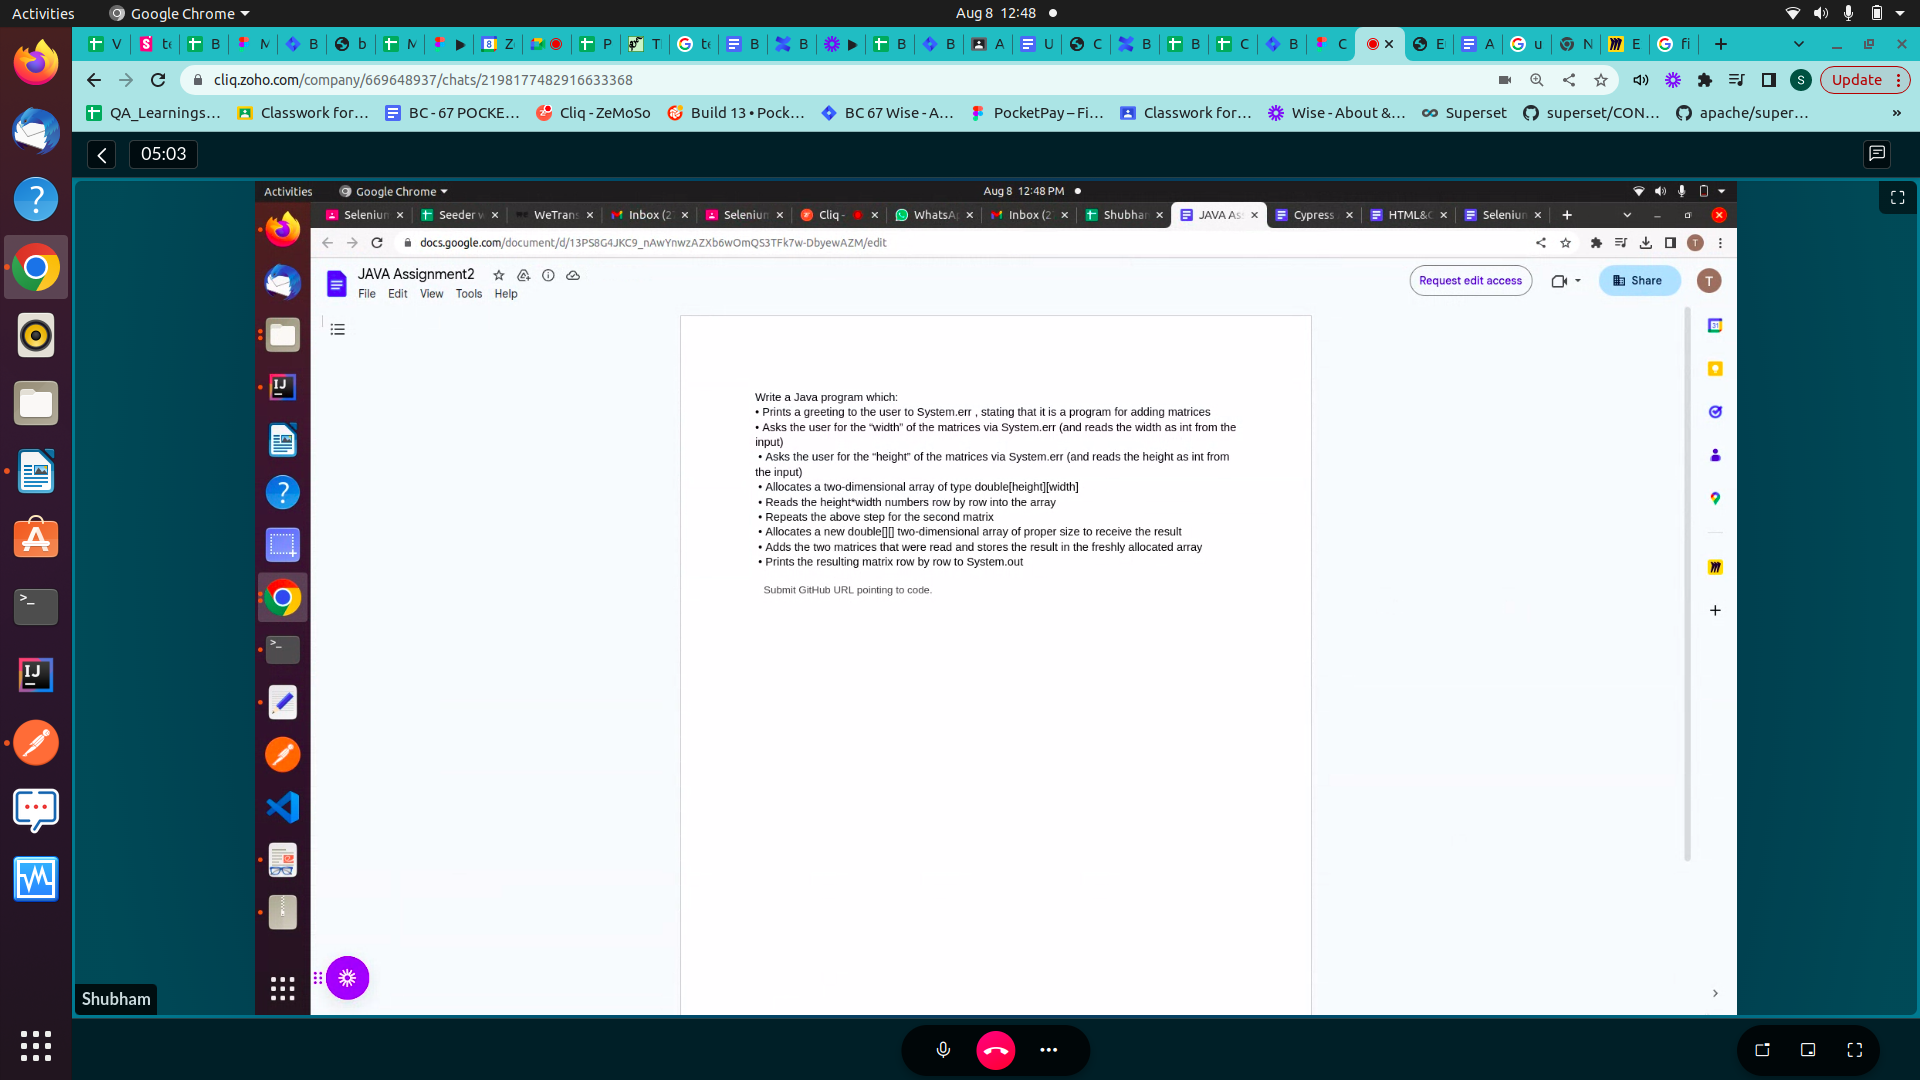 Activities
Google Chrome
Aug 8 12:48
V
te
B
M
B
b
M
Z
P
T
te
B
B
B
B
A
U
C
B
B
C
B
C
E
A
u
N
E
fi
cliq.zoho.com/company/669648937/chats/2198177482916633368
S
Update
QA_Learnings...
Classwork for...
BC - 67 POCKE...
Cliq - ZeMoSo
Build 13 • Pock...
BC 67 Wise - A...
PocketPay – Fi...
Classwork for...
Wise - About &...
Superset
superset/CON...
apache/super...
»
05:03
Activities
Google Chrome
Aug 8 12:48 PM
Seleniun
Seeder w
WeTrans
Inbox (2
Seleniun
Cliq -
WhatsAp
Inbox (2
Shubhan
JAVA As
Cypress
HTML&C
Seleniun
docs.google.com/document/d/13PS8G4JKC9_nAwYnwzAZXb6wOmQS3TFk7w-DbyewAZM/edit
T
JAVA Assignment2
File Edit View Tools Help
Request edit access
Share
T
Write a Java program which:
• Prints a greeting to the user to System.err , stating that it is a program for adding matrices
• Asks the user for the “width” of the matrices via System.err (and reads the width as int from the
input)
• Asks the user for the “height” of the matrices via System.err (and reads the height as int from
the input)
• Allocates a two-dimensional array of type double[height][width]
• Reads the height*width numbers row by row into the array
• Repeats the above step for the second matrix
• Allocates a new double[][] two-dimensional array of proper size to receive the result
• Adds the two matrices that were read and stores the result in the freshly allocated array
• Prints the resulting matrix row by row to System.out
Submit GitHub URL pointing to code.
Shubham